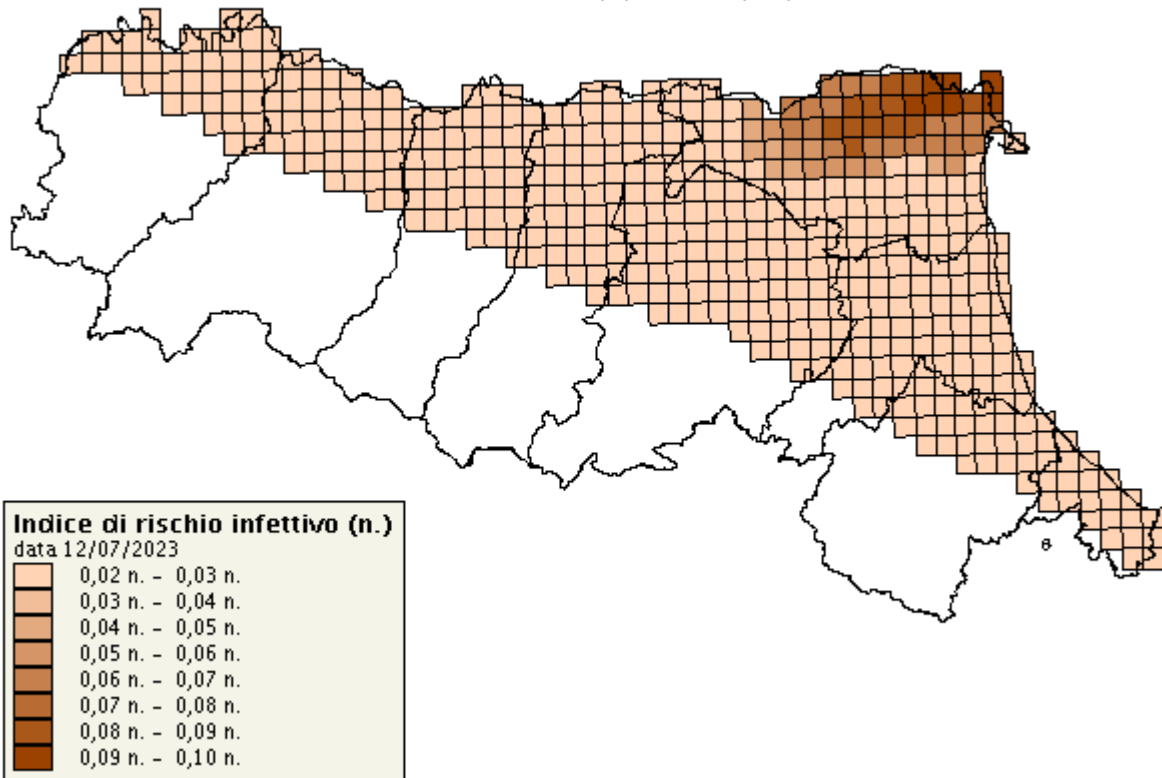 Indice di rischio infettivo (n.)
data 12/07/2023
0,02 n. - 0,03 n.
0,03 n. - 0,04 n.
0,04 n. - 0,05 n.
0,05 n. - 0,06 n.
0,06 n. - 0,07 n.
0,07 n. - 0,08 n.
0,08 n. - 0,09 n.
0,09 n. - 0,10 n.